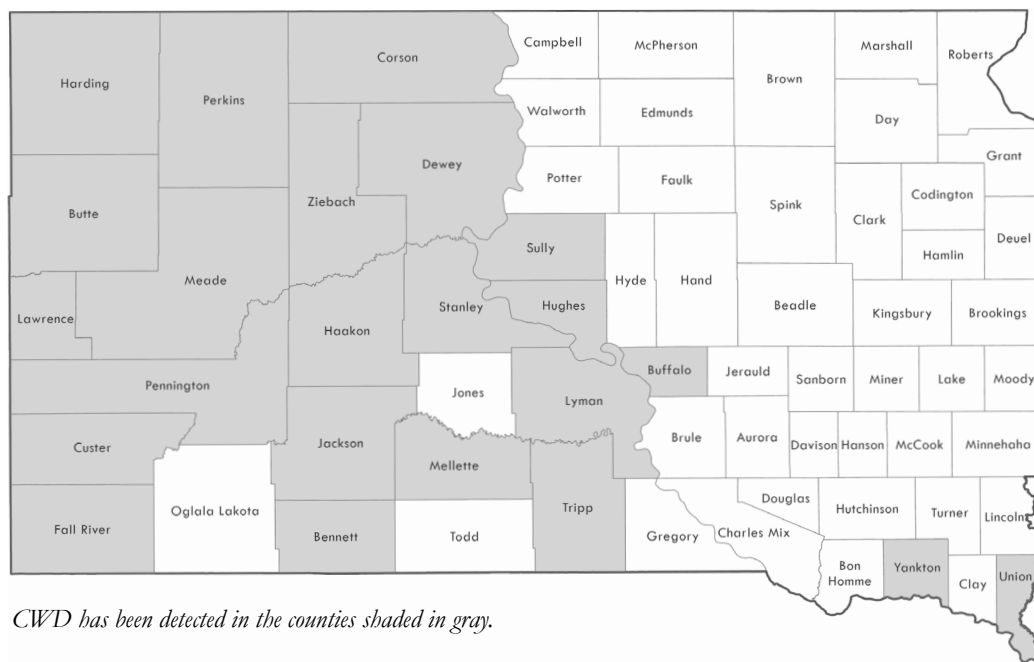 Campbell
McPherson
Marshall
Roberts
Corson
Brown
Harding
Perkins
Walworth
Edmunds
Day
Grant
Dewey
Potter
Faulk
Codington
Butte
Ziebach
Spink
Clark
Deuel
Sully
Hamlin
Meade
Hyde
Hand
Lawrence
Stanley
Hughes
Beadle
Kingsbury
Brookings
Haakon
Pennington
Buffalo
Jerauld
Sanborn
Miner
Lake
Moody
Jones
Lyman
Custer
Jackson
Mellette
Brule
Aurora
Davison
Hanson
McCook
Minnehaha
Fall River
Oglala Lakota
Bennett
Todd
Tripp
Gregory
Douglas
Charles Mix
Hutchinson
Turner
Lincoln
Bon
Homme
Yankton
Clay
Union
CWD has been detected in the counties shaded in gray.